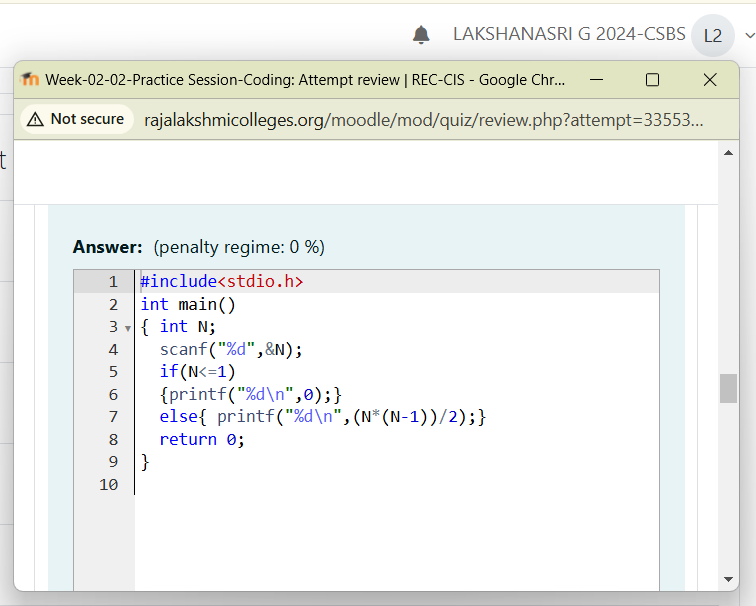 LAKSHANASRI G 2024-CSBS L2
Week-02-02-Practice Session-Coding: Attempt review | REC-CIS - Google Chr...
Not secure rajalakshmicolleges.org/moodle/mod/quiz/review.php?attempt=33553...
t
Answer: (penalty regime: 0 %)
1 #include<stdio.h>
2 int main()
3 { int N;
4 scanf("%d",&N);
5 if(N<=1)
6 {printf("%d\n",0);}
7 else{ printf("%d\n",(N*(N-1))/2);}
8 return 0;
9 }
10